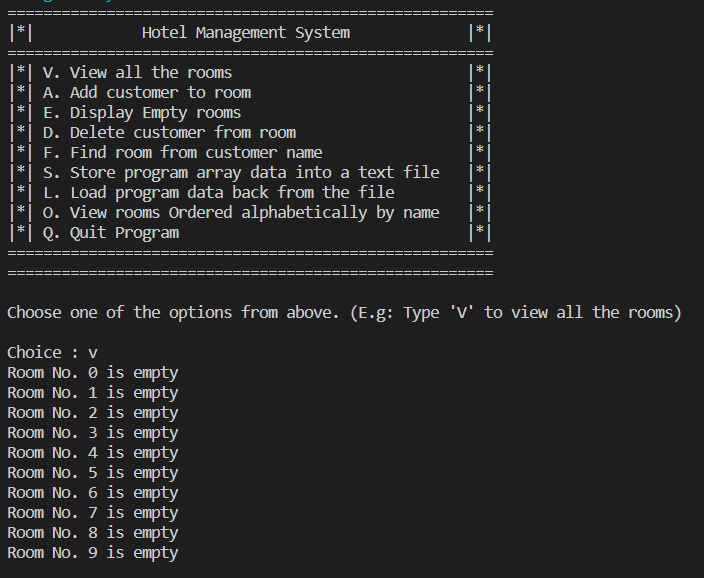 ======================================================
|*|            Hotel Management System             |*|
======================================================
|*| V. View all the rooms                          |*|
|*| A. Add customer to room                        |*|
|*| E. Display Empty rooms                         |*|
|*| D. Delete customer from room                   |*|
|*| F. Find room from customer name                |*|
|*| S. Store program array data into a text file   |*|
|*| L. Load program data back from the file        |*|
|*| O. View rooms Ordered alphabetically by name   |*|
|*| Q. Quit Program                                |*|
======================================================
======================================================
Choose one of the options from above. (E.g: Type 'V' to view all the rooms)
Choice : v
Room No. 0 is empty
Room No. 1 is empty
Room No. 2 is empty
Room No. 3 is empty
Room No. 4 is empty
Room No. 5 is empty
Room No. 6 is empty
Room No. 7 is empty
Room No. 8 is empty
Room No. 9 is empty